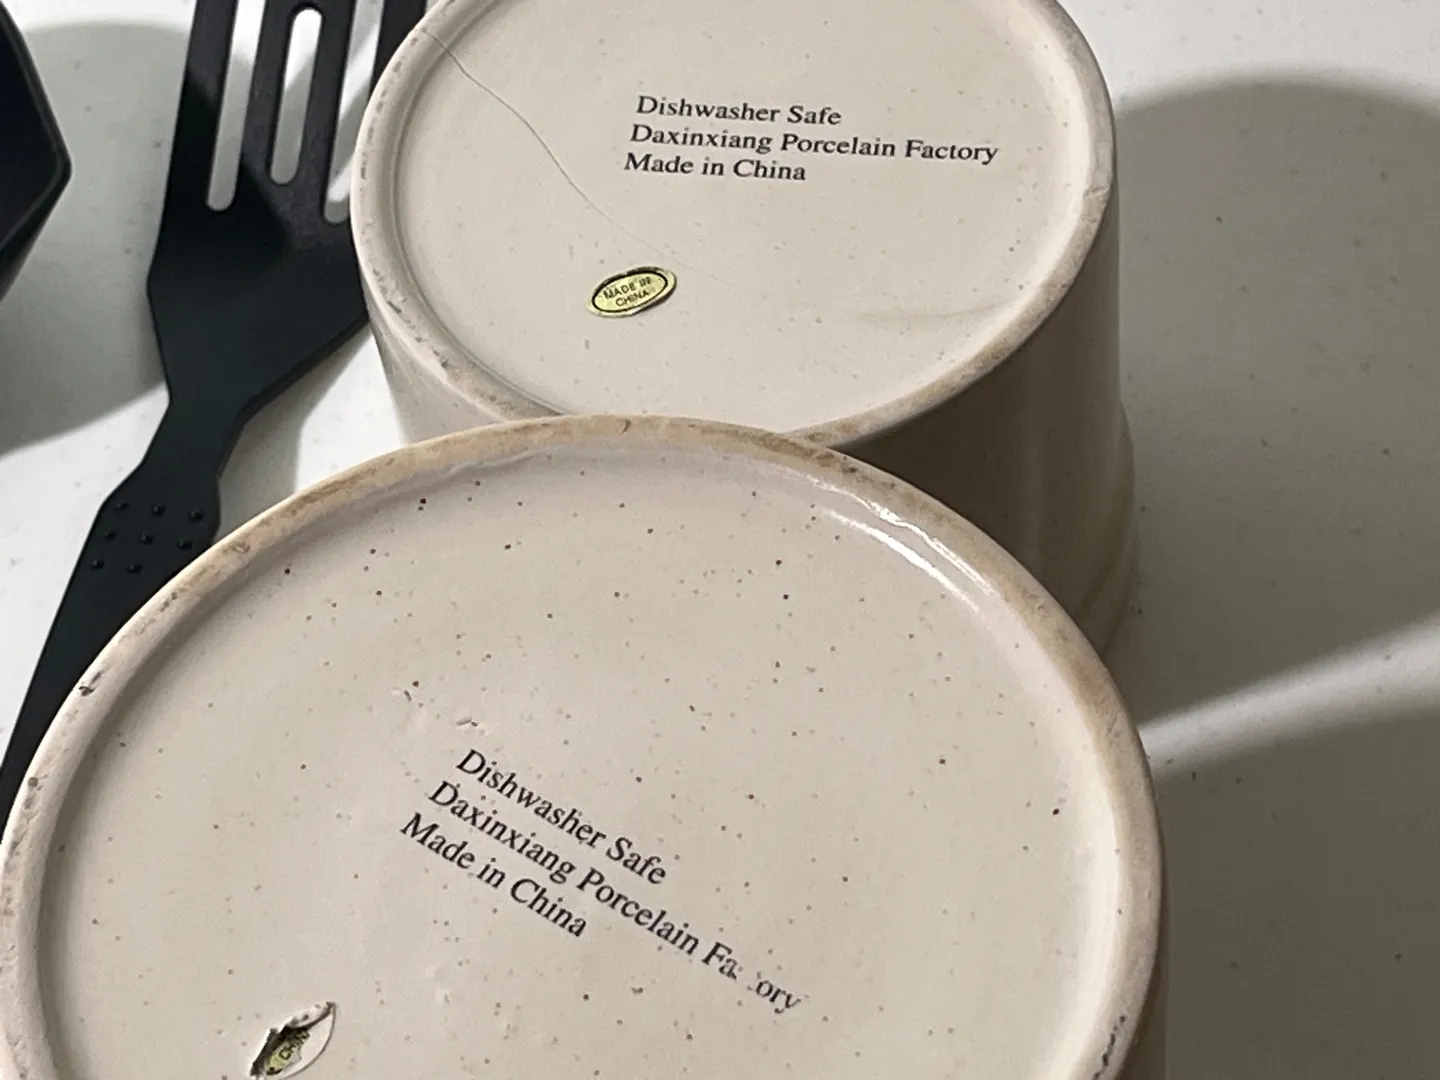 Dishwasher Safe
Daxinxiang Porcelain Factory
Made in China
MADE IN
CHINA
Dishwasher Safe
Daxinxiang Porcelain Fa ory
Made in China